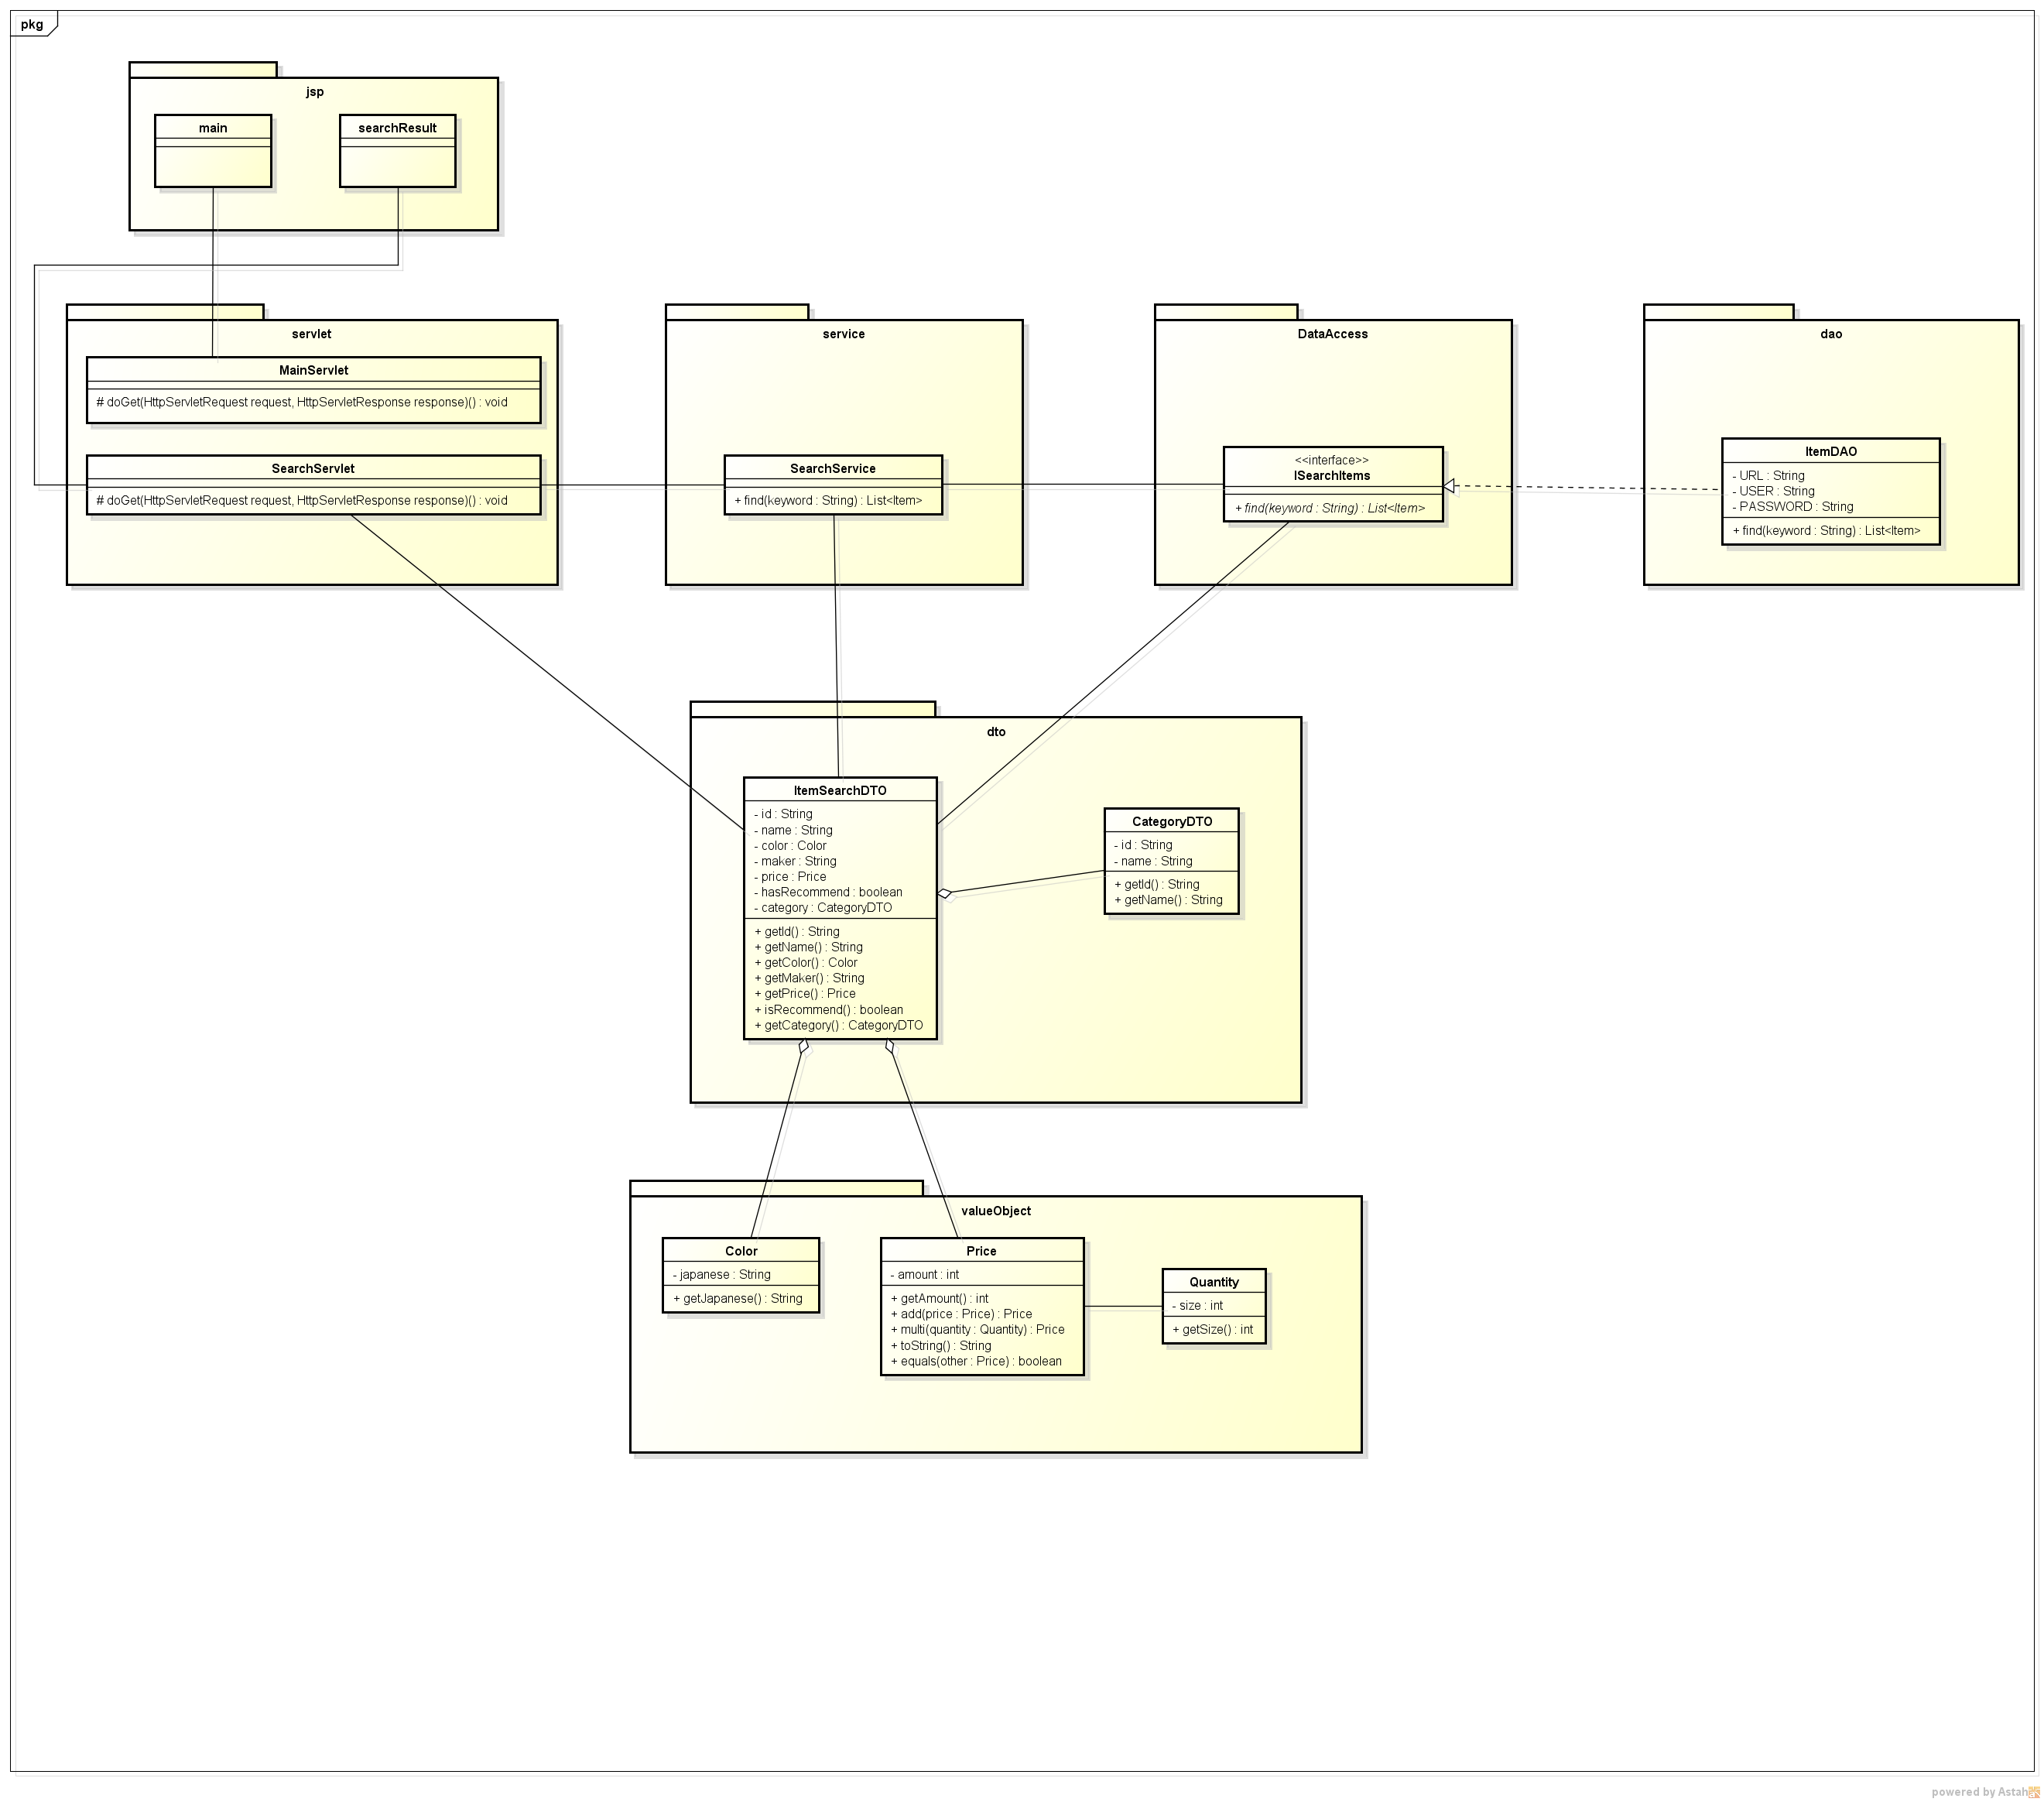 pkg
jsp
main
searchResult
servlet
MainServlet
# doGet(HttpServletRequest request, HttpServletResponse response)() : void
SearchServlet
# doGet(HttpServletRequest request, HttpServletResponse response)() : void
service
SearchService
+ find(keyword : String) : List<Item>
DataAccess
<<interface>>
ISearchItems
+ find(keyword : String) : List<Item>
dao
ItemDAO
- URL : String
- USER : String
- PASSWORD : String
+ find(keyword : String) : List<Item>
dto
ItemSearchDTO
- id : String
- name : String
- color : Color
- maker : String
- price : Price
- hasRecommend : boolean
- category : CategoryDTO
+ getId() : String
+ getName() : String
+ getColor() : Color
+ getMaker() : String
+ getPrice() : Price
+ isRecommend() : boolean
+ getCategory() : CategoryDTO
CategoryDTO
- id : String
- name : String
+ getId() : String
+ getName() : String
valueObject
Color
- japanese : String
+ getJapanese() : String
Price
- amount : int
+ getAmount() : int
+ add(price : Price) : Price
+ multi(quantity : Quantity) : Price
+ toString() : String
+ equals(other : Price) : boolean
Quantity
- size : int
+ getSize() : int
powered by Astah